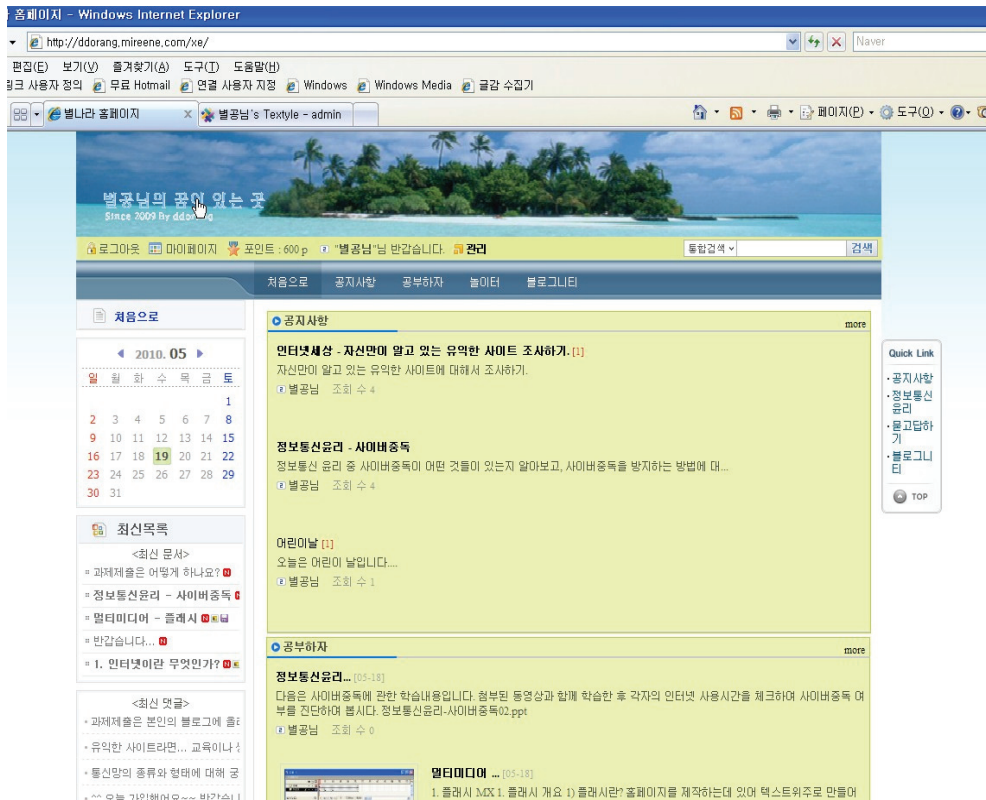 홈페이지 - Windows Internet Explorer
http://ddorang.mireene.com/xe/
Naver
편집(E) 보기(V) 즐겨찾기(A) 도구(T) 도움말(H)
링크 사용자 정의 무료 Hotmail 연결 사용자 지정 Windows Windows Media 글감 수집기
별나라 홈페이지 x 별공님's Textyle - admin
페이지(P) 도구(O)
별공님의 꿈이 있는 곳
Since 2009 By
로그아웃 마이페이지 포인트 : 600 p "별공님"님 반갑습니다. 관리 통합검색 검색
처음으로 공지사항 공부하자 놀이터 블로그니티
처음으로
2010. 05
일 월 화 수 목 금 토
1
2 3 4 5 6 7 8
9 10 11 12 13 14 15
16 17 18 19 20 21 22
23 24 25 26 27 28 29
30 31
최신목록
<최신 문서>
과제제출은 어떻게 하나요? N
정보통신윤리 - 사이버중독
멀티미디어 - 플래시 N
반갑습니다... N
1. 인터넷이란 무엇인가? N
<최신 댓글>
과제제출은 본인의 블로그에 올
유익한 사이트라면... 교육이나
통신망의 종류와 형태에 대해 궁
^^ 오늘 가입했어요~~ 반갑습니
공지사항 more
인터넷세상 - 자신만이 알고 있는 유익한 사이트 조사하기. [1]
자신만이 알고 있는 유익한 사이트에 대해서 조사하기.
별공님 조회 수 4
정보통신윤리 - 사이버중독
정보통신 윤리 중 사이버중독이 어떤 것들이 있는지 알아보고, 사이버중독을 방지하는 방법에 대...
별공님 조회 수 4
어린이날 [1]
오늘은 어린이 날입니다....
별공님 조회 수 1
공부하자 more
정보통신윤리... [05-18]
다음은 사이버중독에 관한 학습내용입니다. 첨부된 동영상과 함께 학습한 후 각자의 인터넷 사용시간을 체크하며 사이버중독 여
부를 진단하여 봅시다. 정보통신윤리-사이버중독02.ppt
별공님 조회 수 0
멀티미디어 ... [05-18]
1. 플래시 MX 1. 플래시 개요 1) 플래시란? 홈페이지를 제작하는데 있어 텍스트위주로 만들어
Quick Link
공지사항
정보통신
윤리
묻고답하
기
블로그니
티
TOP